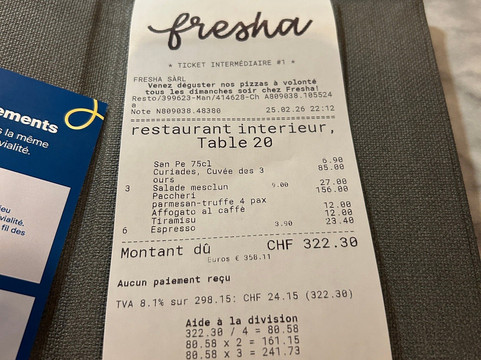 fresha
* TICKET INTERMÉDIAIRE #1 *
FRESHA SÀRL
Venez déguster nos pizzas à volonté
tous les dimanches soir chez Fresha!
Resto/399623-Man/414628-Ch A809038.185524
a
Note N809038.48380 25.02.26 22:12
restaurant interieur,
Table 20
San Pe 75cl 6.90
Curiades, Cuvée des 3 85.00
ours
3 Salade mesclun 9.00 27.00
Paccheri 156.00
parmesan-truffe 4 pax
Affogato al caffè 12.00
Tiramisu 12.00
6 Espresso 3.90 23.40
Montant dû CHF 322.30
Euros € 358.11
Aucun paiement reçu
TVA 8.1% sur 298.15: CHF 24.15 (322.30)
Aide à la division
322.30 / 4 = 80.58
80.58 x 2 = 161.15
80.58 x 3 = 241.73
ements
s la même
vialité.
jeu
vialité.
fil des